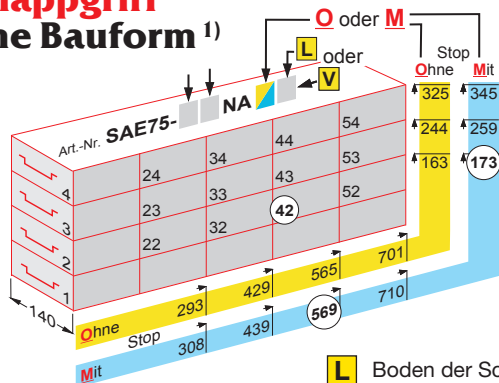 ne Bauform 1)
O oder M
L oder
V
Stop
Ohne Mit
Art.-Nr. SAE75- NA
325 345
244 259
163 173
24 34 44 54
23 33 43 53
22 32 42 52
4
3
2
1
140
Ohne 293 429 565 701
Stop
Mit 308 439 569 710
L Boden der Sc